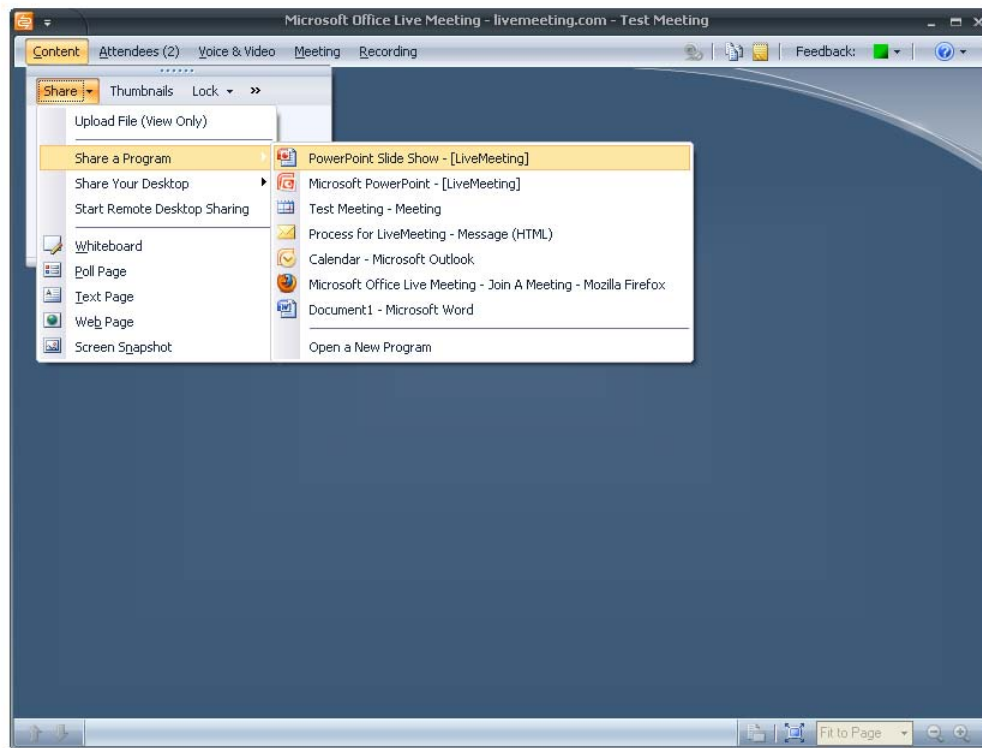 Microsoft Office Live Meeting - livemeeting.com - Test Meeting
Content Attendees (2) Voice & Video Meeting Recording Feedback:
Share Thumbnails Lock »
Upload File (View Only)
Share a Program
Share Your Desktop
Start Remote Desktop Sharing
Whiteboard
Poll Page
Text Page
Web Page
Screen Snapshot
PowerPoint Slide Show - [LiveMeeting]
Microsoft PowerPoint - [LiveMeeting]
Test Meeting - Meeting
Process for LiveMeeting - Message (HTML)
Calendar - Microsoft Outlook
Microsoft Office Live Meeting - Join A Meeting - Mozilla Firefox
Document1 - Microsoft Word
Open a New Program
Fit to Page